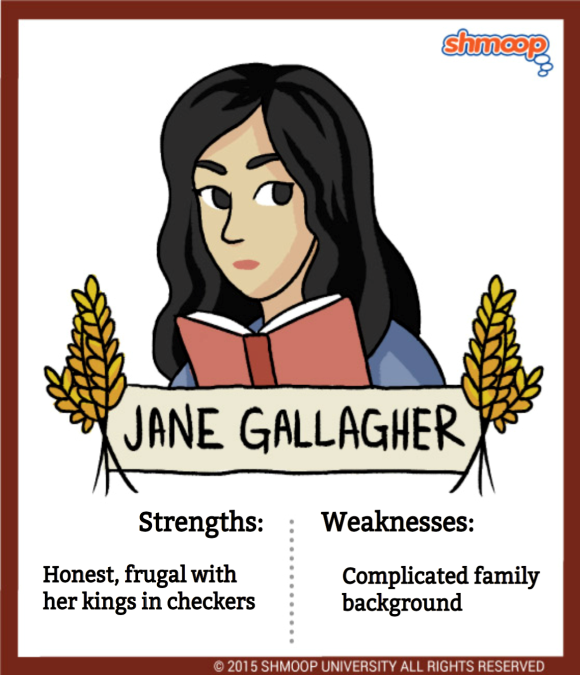 shmoop
JANE GALLAGHER
Strengths:
Honest, frugal with
her kings in checkers
Weaknesses:
Complicated family
background
© 2015 SHMOOP UNIVERSITY ALL RIGHTS RESERVED